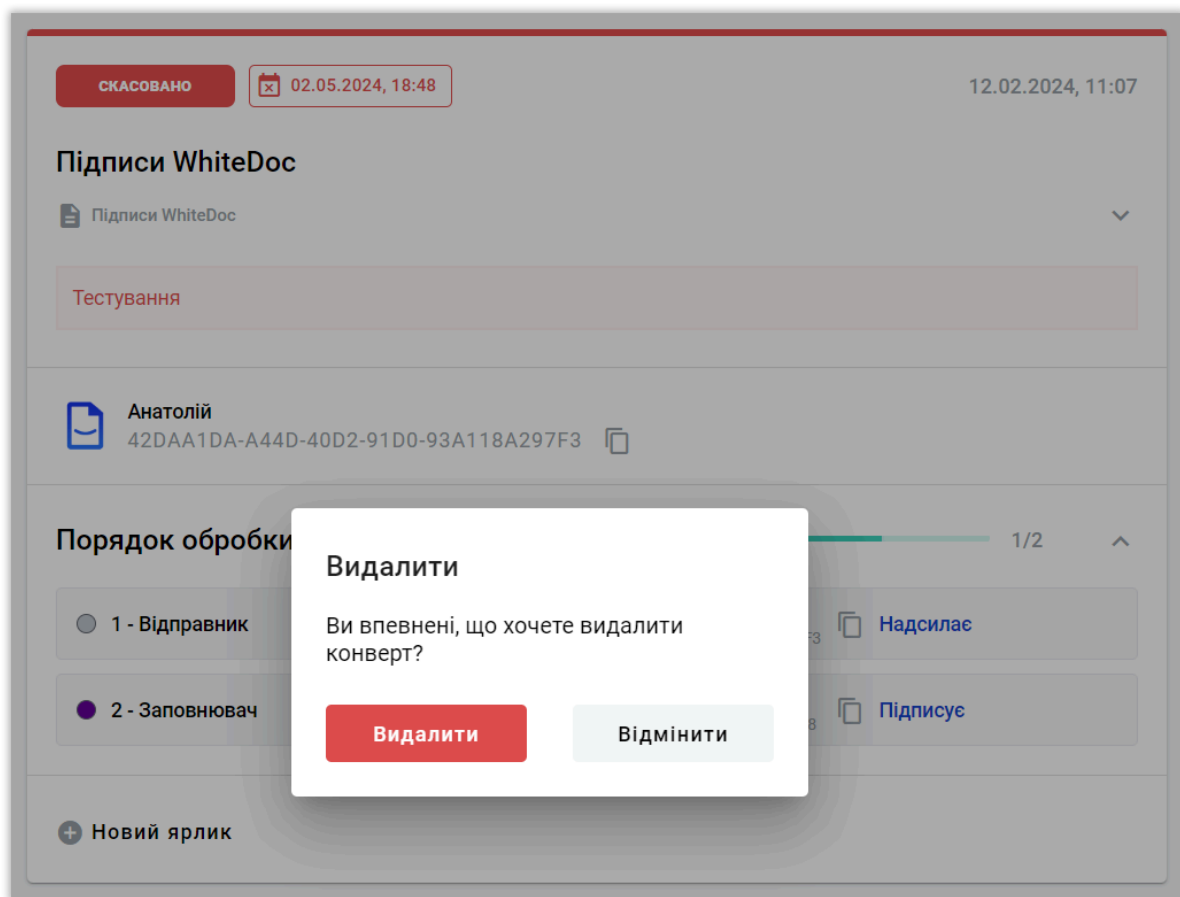 СКАСОВАНО
02.05.2024, 18:48
12.02.2024, 11:07
Підписи WhiteDoc
Підписи WhiteDoc
Тестування
Анатолій
42DAA1DA-A44D-40D2-91D0-93A118A297F3
Порядок обробки
1/2
1 - Відправник
F3
Надсилає
2 - Заповнювач
8
Підписує
Видалити
Ви впевнені, що хочете видалити
конверт?
Видалити
Відмінити
Новий ярлик